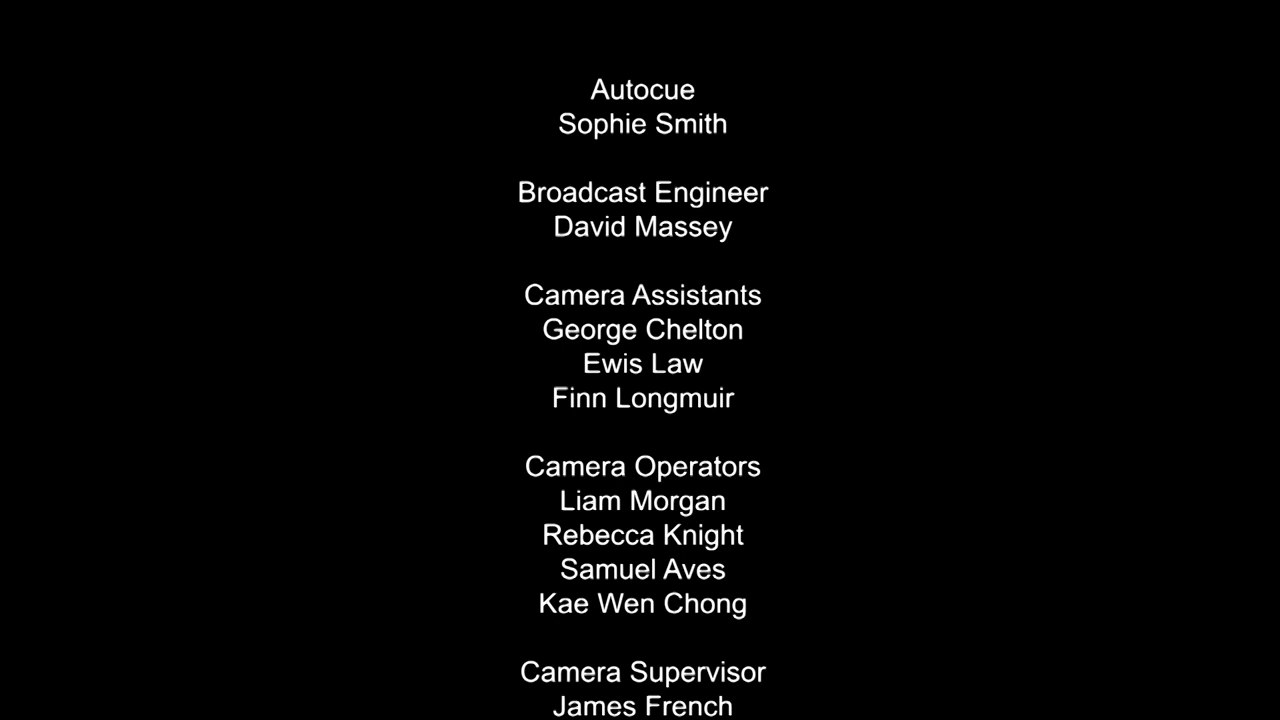 Autocue
Sophie Smith
Broadcast Engineer
David Massey
Camera Assistants
George Chelton
Ewis Law
Finn Longmuir
Camera Operators
Liam Morgan
Rebecca Knight
Samuel Aves
Kae Wen Chong
Camera Supervisor
James French